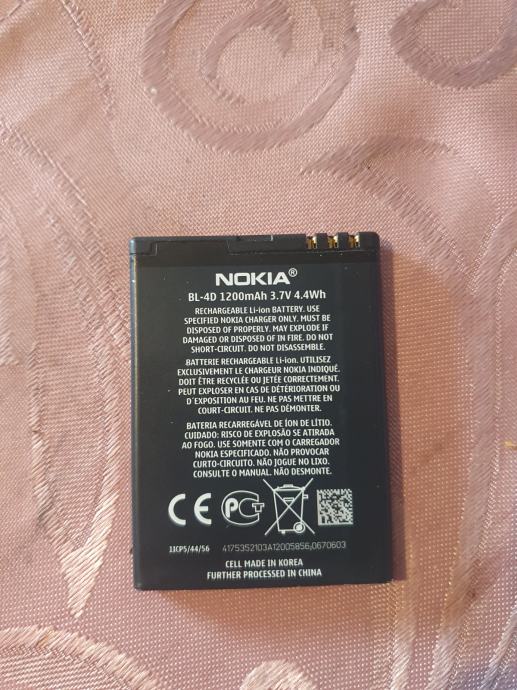 NOKIA®
BL-4D 1200mAh 3.7V 4.4Wh
RECHARGEABLE Li-ion BATTERY. USE
SPECIFIED NOKIA CHARGER ONLY. MUST BE
DISPOSED OF PROPERLY. MAY EXPLODE IF
DAMAGED OR DISPOSED OF IN FIRE. DO NOT
SHORT-CIRCUIT. DO NOT DISASSEMBLE.
BATTERIE RECHARGEABLE Li-ion. UTILISEZ
EXCLUSIVEMENT LE CHARGEUR NOKIA INDIQUÉ.
DOIT ÊTRE RECYCLÉE OU JETÉE CORRECTEMENT.
PEUT EXPLOSER EN CAS DE DÉTÉRIORATION OU
D'EXPOSITION AU FEU. NE PAS METTRE EN
COURT-CIRCUIT. NE PAS DÉMONTER.
BATERIA RECARREGÁVEL DE ÍON DE LÍTIO.
CUIDADO: RISCO DE EXPLOSÃO SE ATIRADA
AO FOGO. USE SOMENTE COM O CARREGADOR
NOKIA ESPECIFICADO. NÃO PROVOCAR
CURTO-CIRCUITO. NÃO JOGUE NO LIXO.
CONSULTE O MANUAL. NÃO DESMONTE.
CE
1ICP5/44/56 4175352103A12005856;0670603
CELL MADE IN KOREA
FURTHER PROCESSED IN CHINA